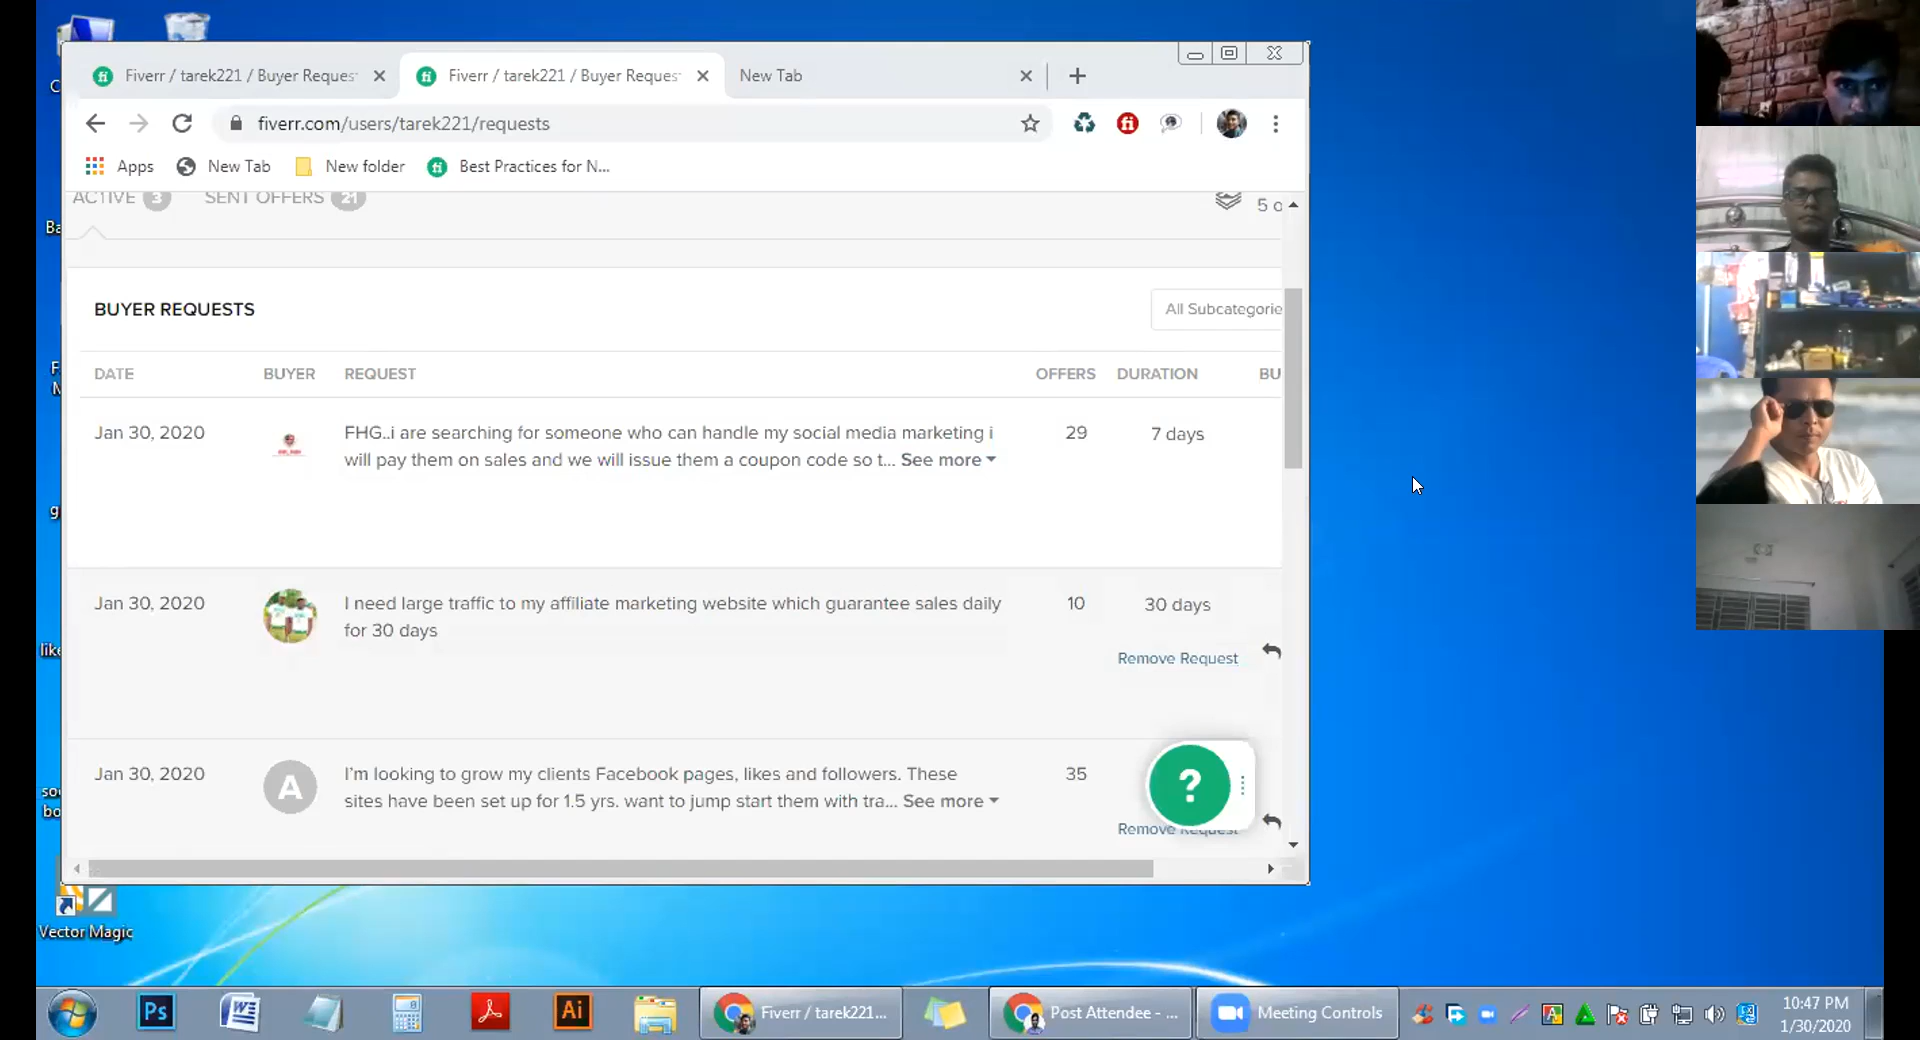 Fiverr / tarek221 / Buyer Reques
Fiverr / tarek221 / Buyer Reques
New Tab
fiverr.com/users/tarek221/requests
Apps
New Tab
New folder
Best Practices for N...
ACTIVE 3
SENT OFFERS 21
5 o
BUYER REQUESTS
All Subcategorie
DATE BUYER REQUEST OFFERS DURATION BU
Jan 30, 2020
FHG..i are searching for someone who can handle my social media marketing i
will pay them on sales and we will issue them a coupon code so t... See more
29
7 days
Jan 30, 2020
I need large traffic to my affiliate marketing website which guarantee sales daily
for 30 days
10
30 days
Remove Request
Jan 30, 2020
A
I'm looking to grow my clients Facebook pages, likes and followers. These
sites have been set up for 1.5 yrs. want to jump start them with tra... See more
35
Remove Request
?
Ba
like
Vector Magic
Ps
Ai
Fiverr / tarek221...
Post Attendee - ...
Meeting Controls
10:47 PM
1/30/2020